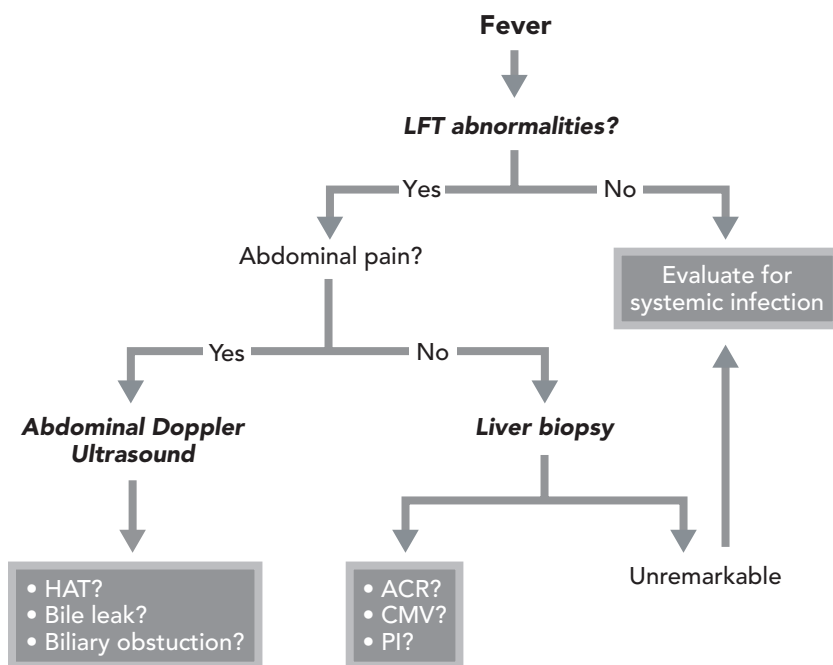 Fever
LFT abnormalities?
Yes
No
Abdominal pain?
Evaluate for
systemic infection
Yes
No
Abdominal Doppler
Ultrasound
Liver biopsy
• HAT?
• Bile leak?
• Biliary obstuction?
• ACR?
• CMV?
• PI?
Unremarkable